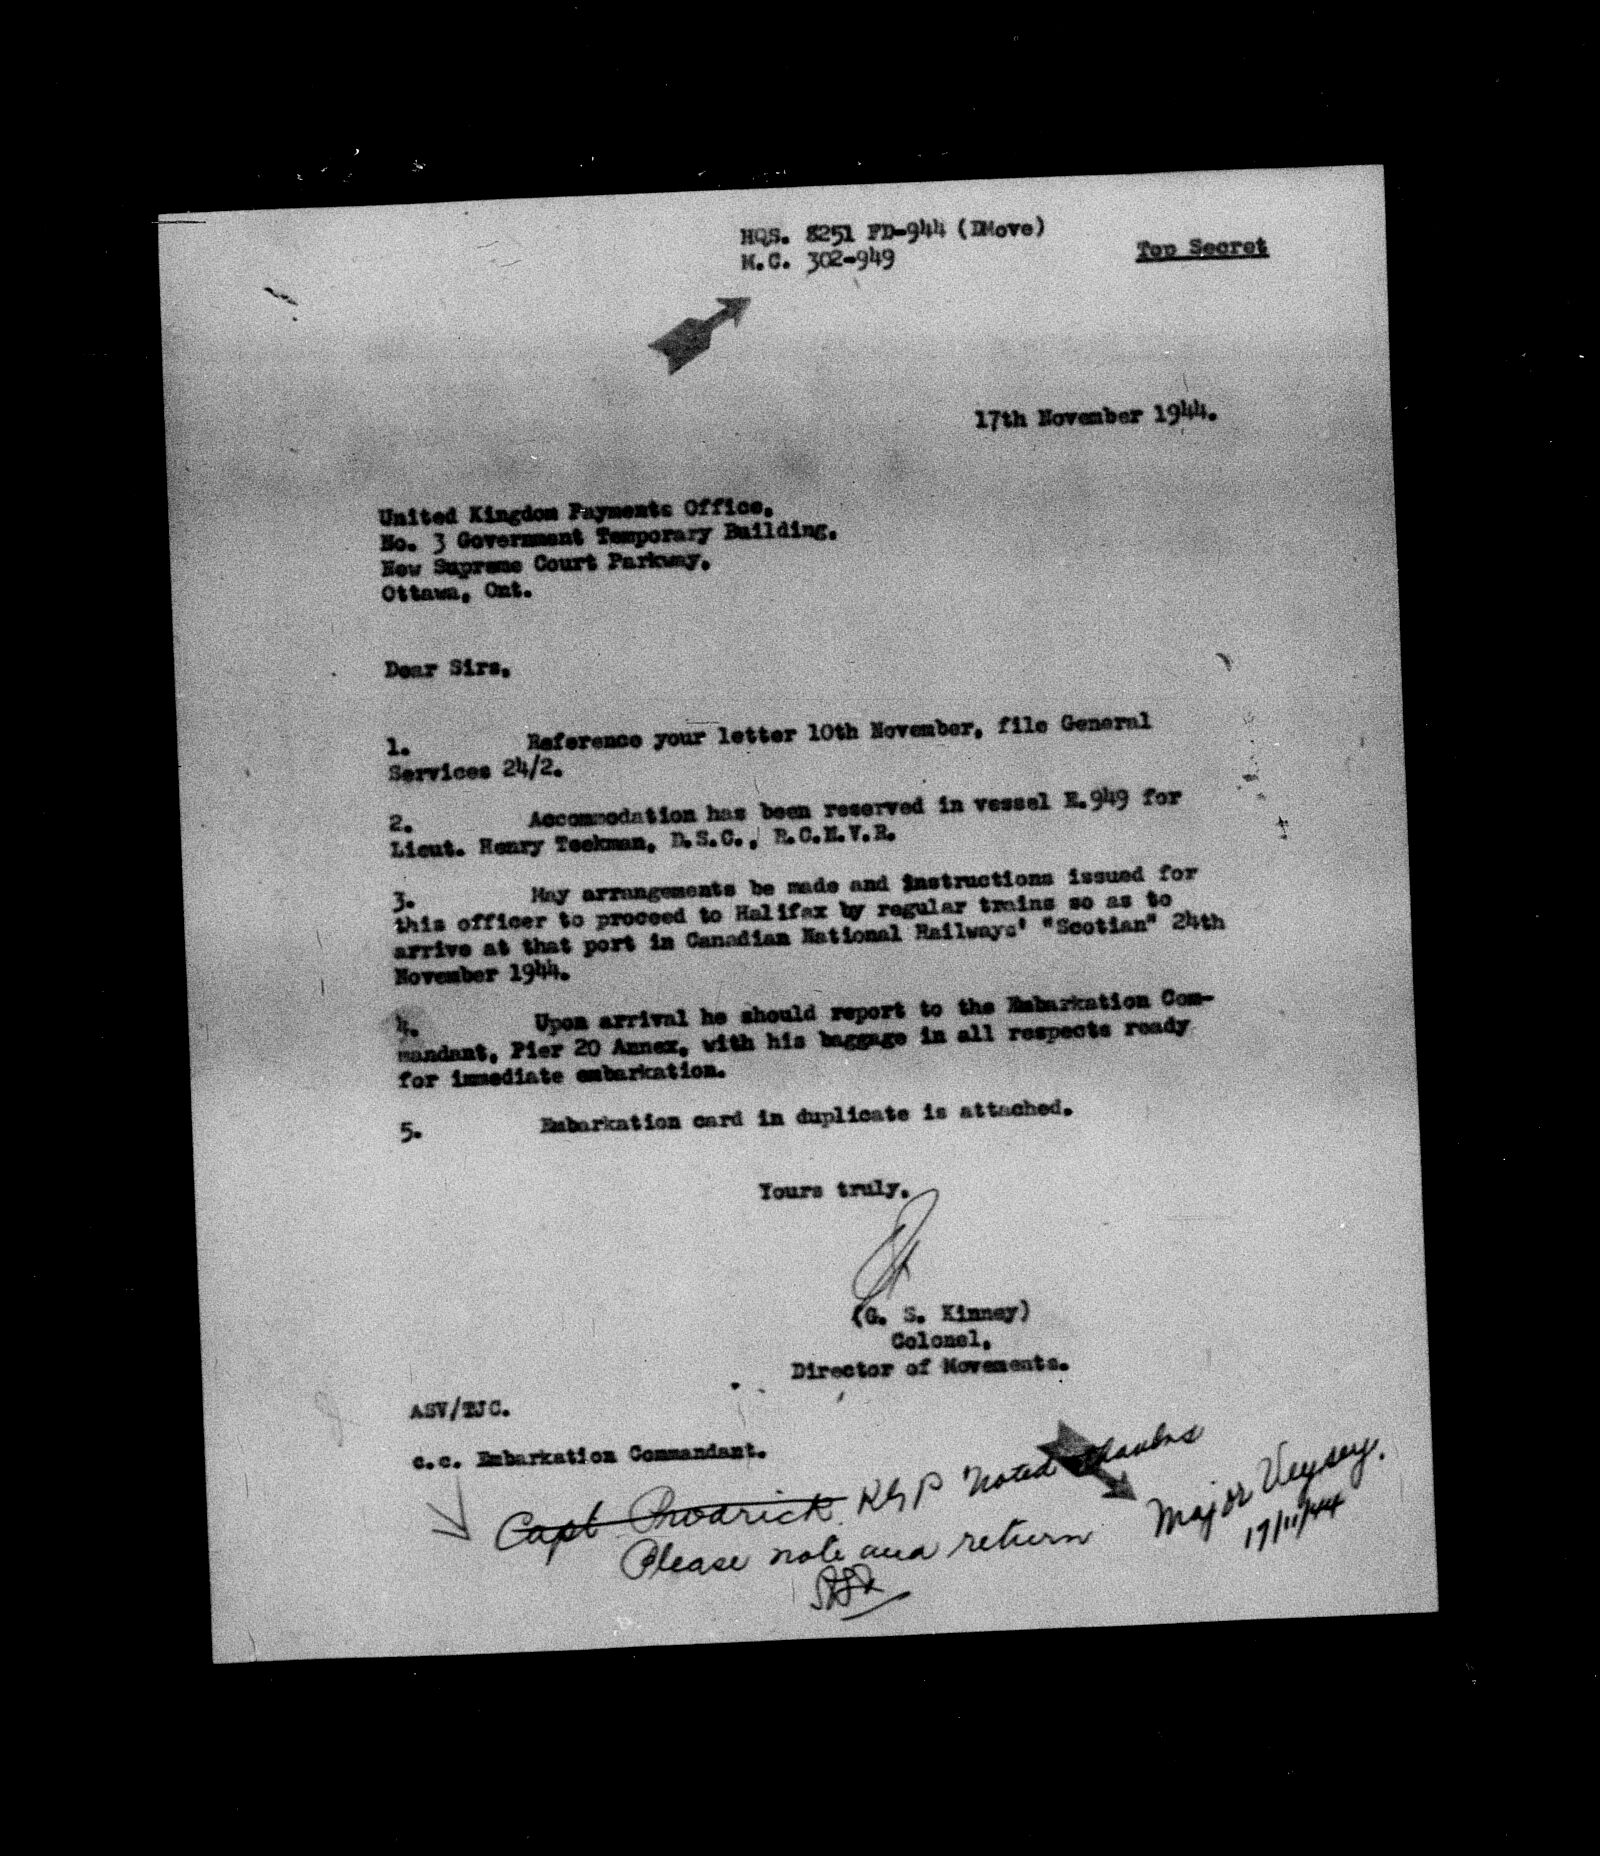 HQS. 8251 FD-944 (DMove)
M.C. 302-949
Top Secret
17th November 1944.
United Kingdom Payments Office,
No. 3 Government Temporary Building,
New Supreme Court Parkway,
Ottawa, Ont.
Dear Sirs,
1. Reference your letter 10th November, file General
Services 24/2.
2. Accommodation has been reserved in vessel E.949 for
Lieut. Henry Teekman, D.S.C., R.C.N.V.R.
3. May arrangements be made and instructions issued for
this officer to proceed to Halifax by regular trains so as to
arrive at that port in Canadian National Railways' "Scotian" 24th
November 1944.
4. Upon arrival he should report to the Embarkation Com-
mandant, Pier 20 Annex, with his baggage in all respects ready
for immediate embarkation.
5. Embarkation card in duplicate is attached.
Yours truly,
(G. S. Kinney)
Colonel,
Director of Movements.
ASV/TJC.
c.c. Embarkation Commandant.
Capt KGP Noted thanks
Major Veysey.
Please note and return
17/11/44